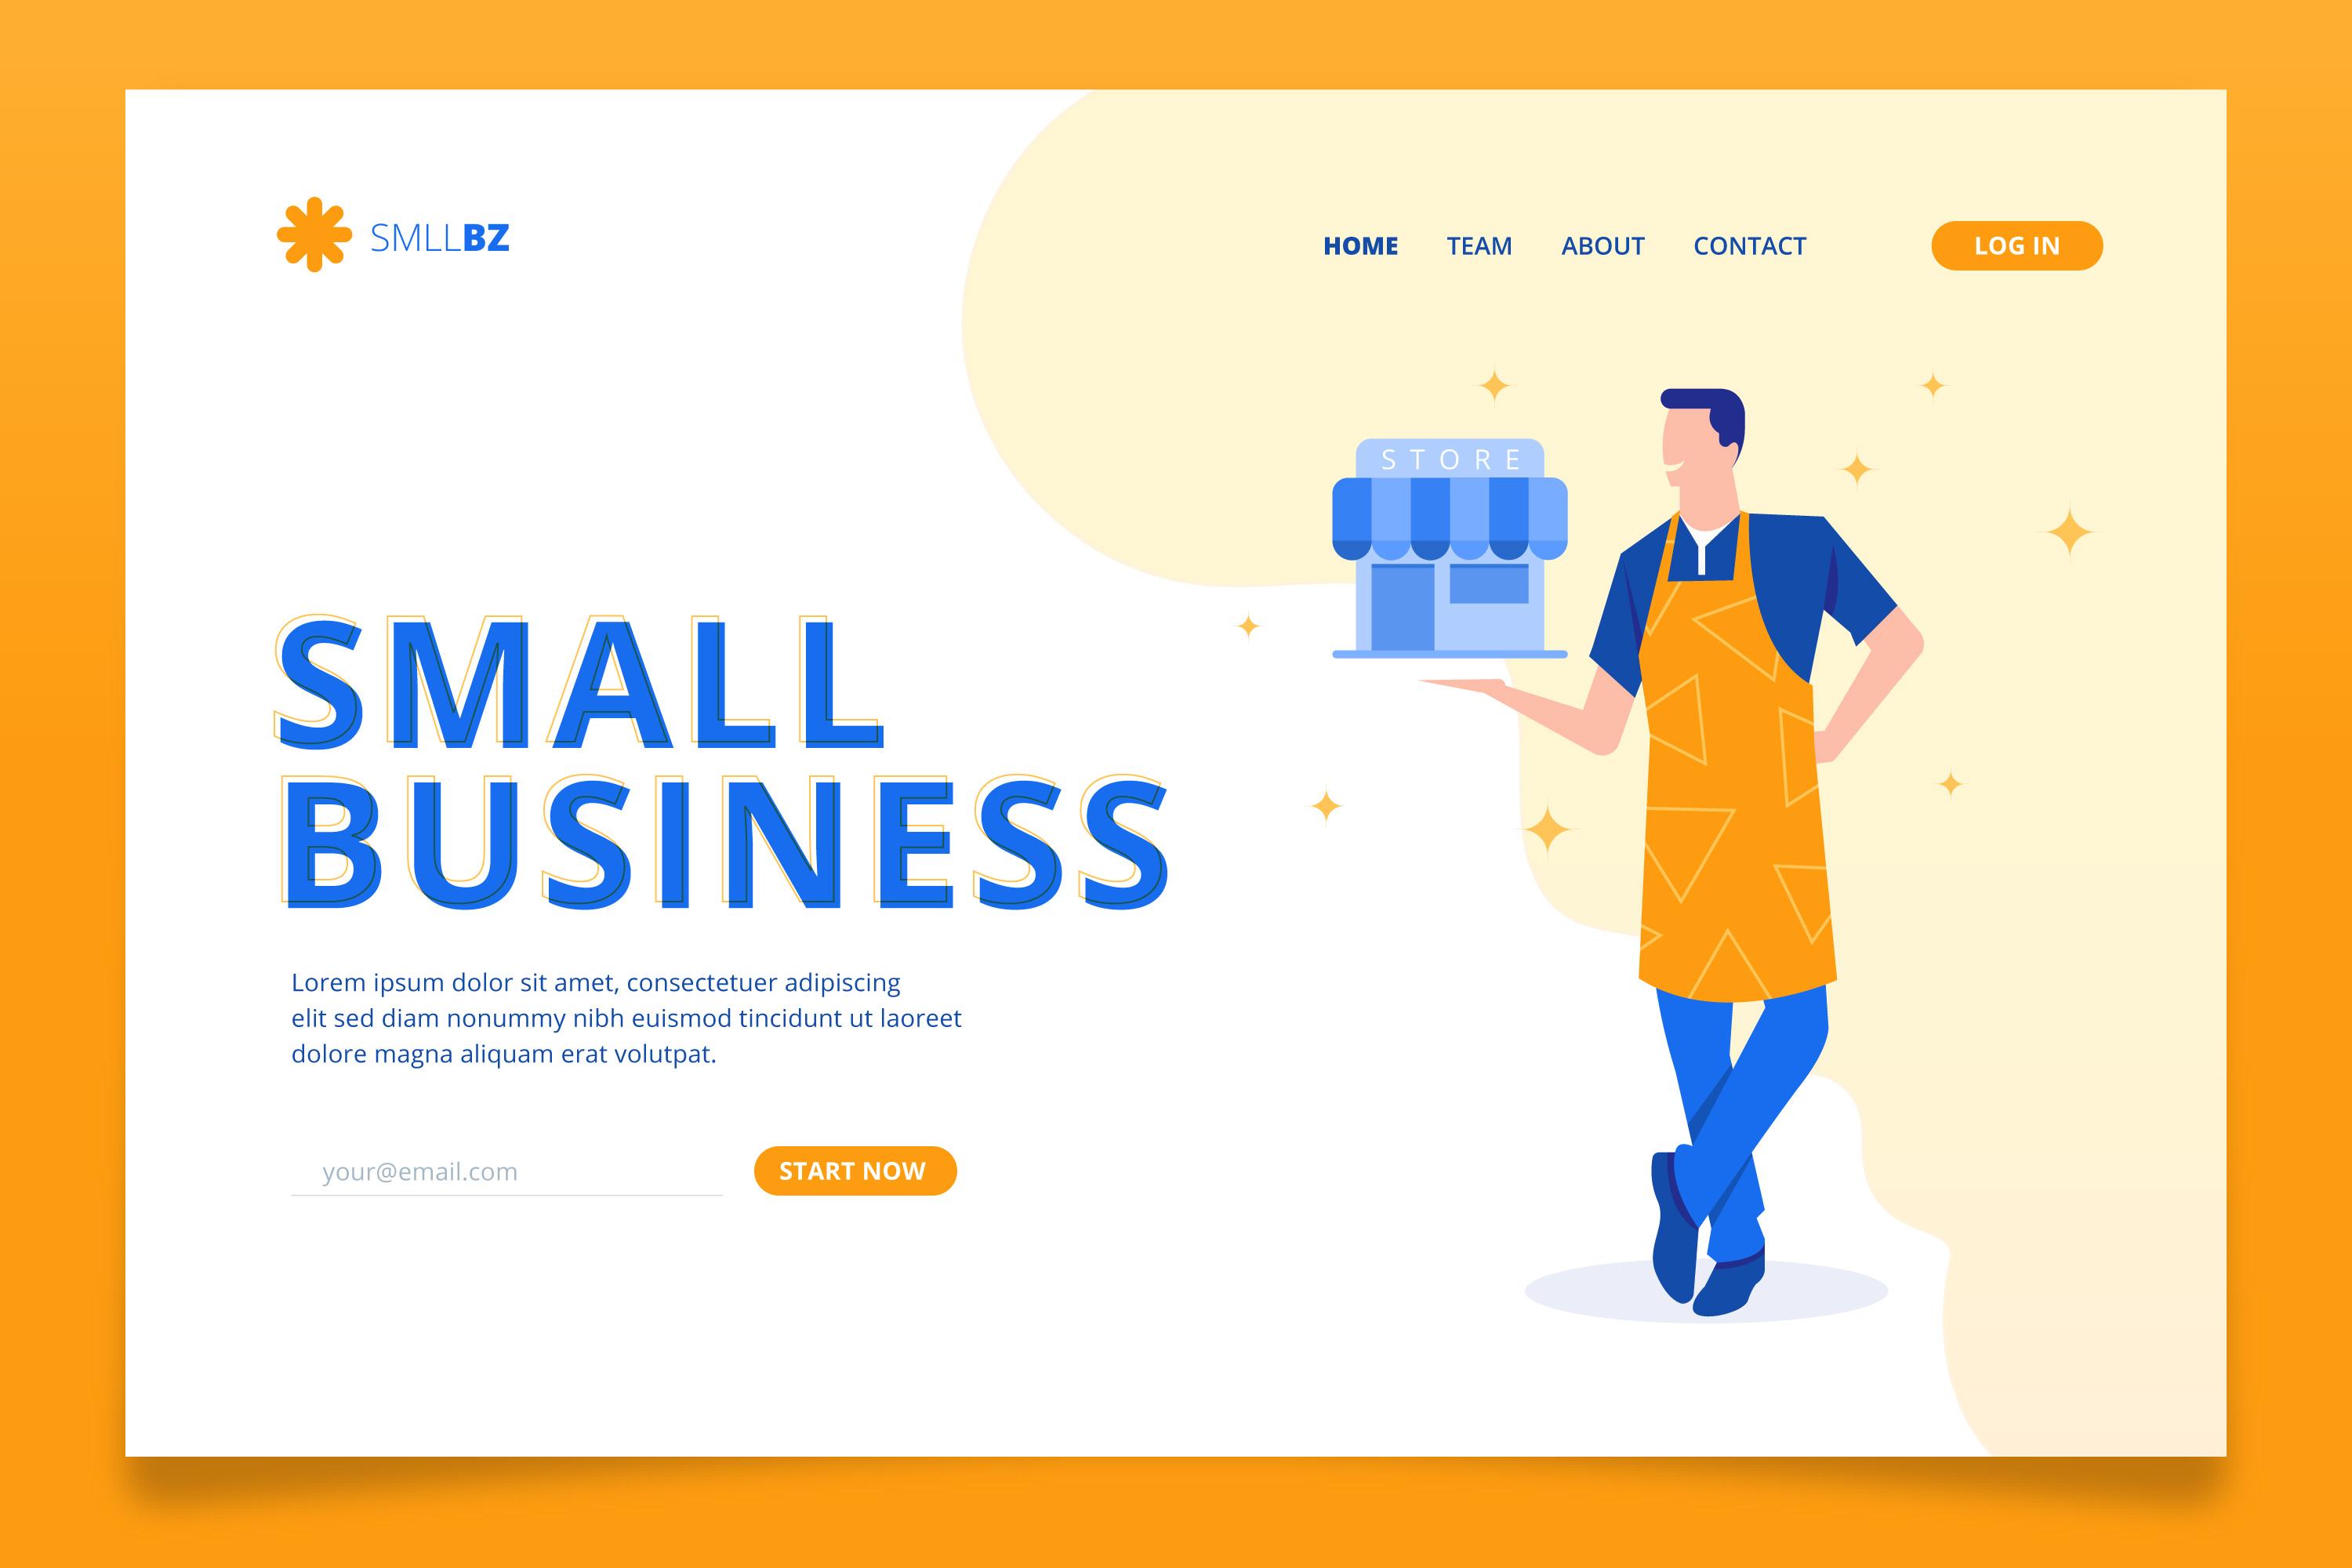 SMLLBZ
HOME TEAM ABOUT CONTACT LOG IN
STORE
SMALL
BUSINESS
Lorem ipsum dolor sit amet, consectetuer adipiscing
elit sed diam nonummy nibh euismod tincidunt ut laoreet
dolore magna aliquam erat volutpat.
your@email.com START NOW